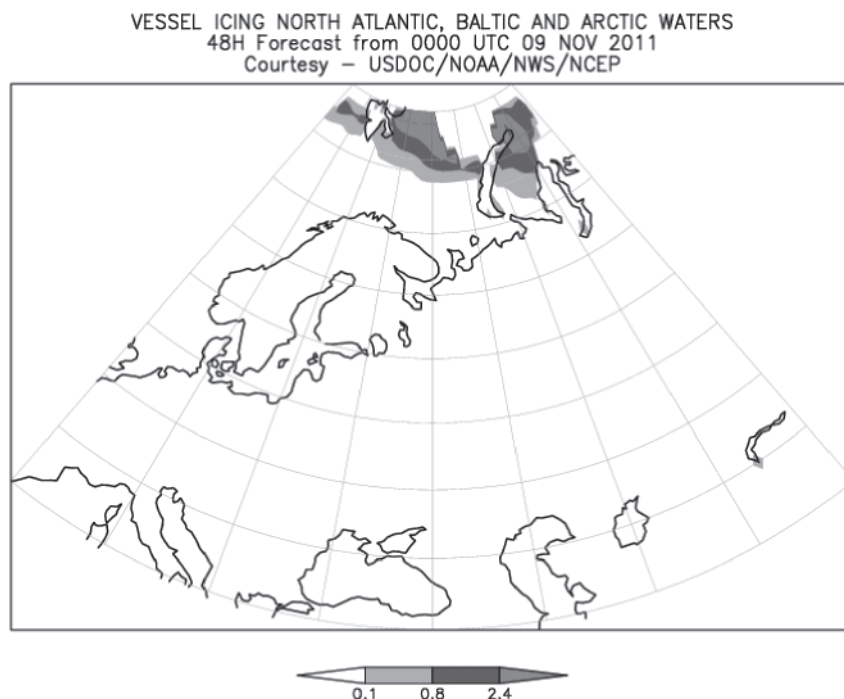 VESSEL ICING NORTH ATLANTIC, BALTIC AND ARCTIC WATERS
48H Forecast from 0000 UTC 09 NOV 2011
Courtesy – USDOC/NOAA/NWS/NCEP
0.1 0.8 2.4